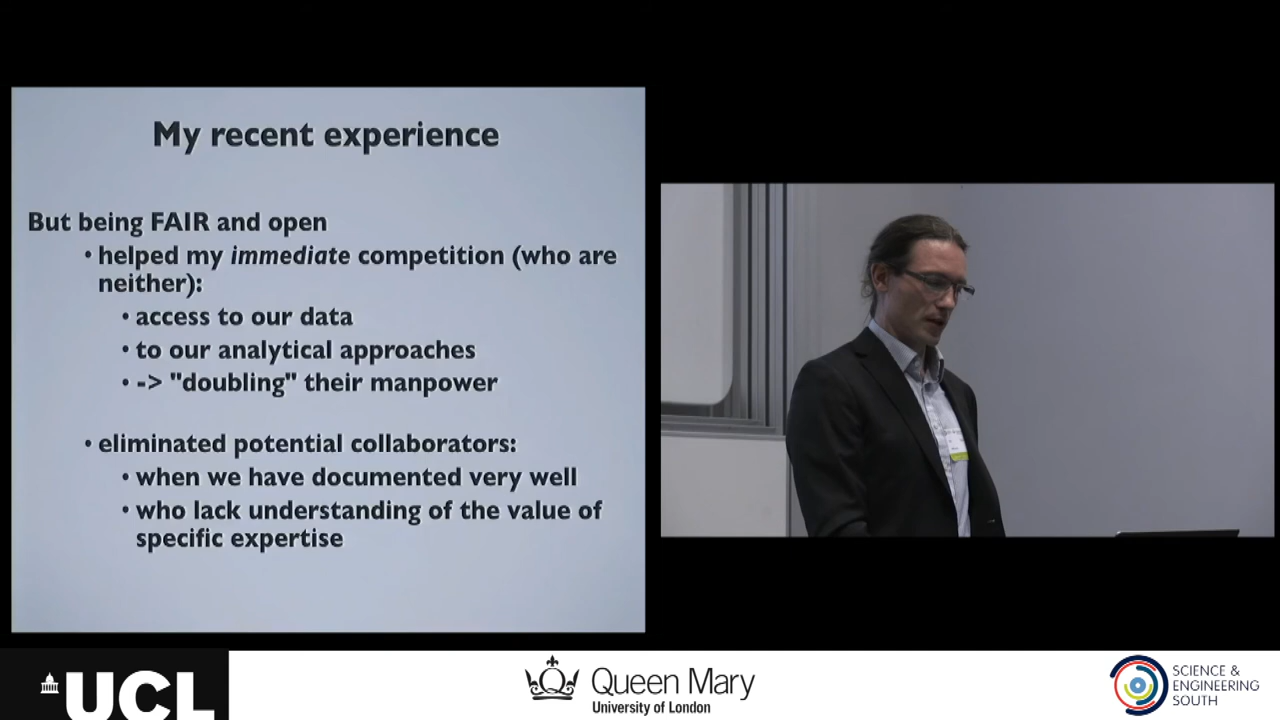 My recent experience
But being FAIR and open
• helped my immediate competition (who are
neither):
• access to our data
• to our analytical approaches
• -> "doubling" their manpower
• eliminated potential collaborators:
• when we have documented very well
• who lack understanding of the value of
specific expertise
UCL
Queen Mary
University of London
SCIENCE &
ENGINEERING
SOUTH